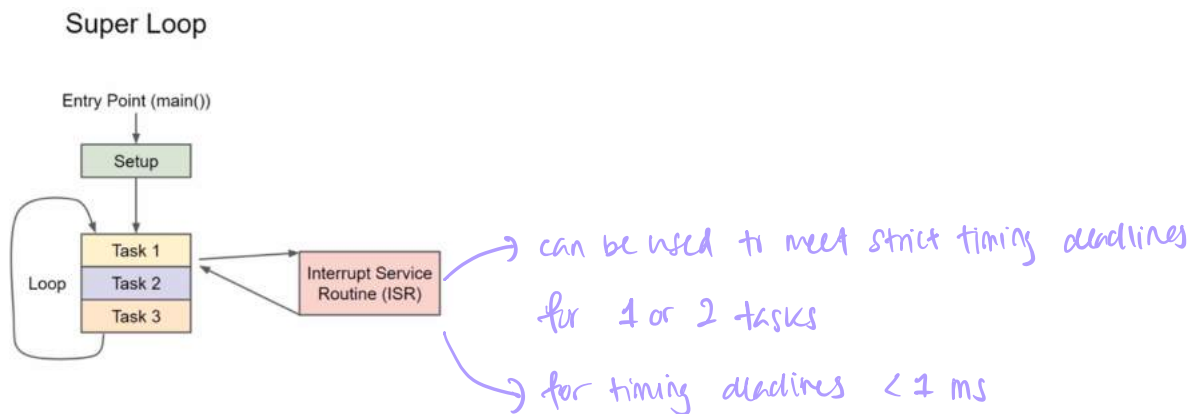 Super Loop
Entry Point (main())
Setup
Loop
Task 1
Task 2
Task 3
Interrupt Service
Routine (ISR)
can be used to meet strict timing deadlines
for 1 or 2 tasks
for timing deadlines < 1 ms